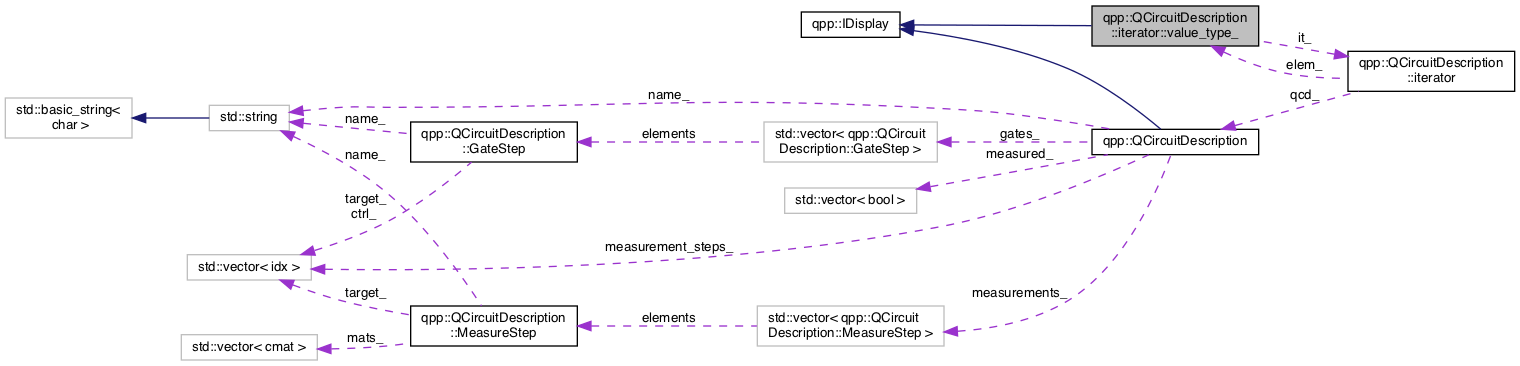 qpp::IDisplay
qpp::QCircuitDescription
::iterator::value_type_
it_
elem_
qpp::QCircuitDescription
::iterator
qcd_
std::basic_string<
char >
std::string
name_
name_
qpp::QCircuitDescription
::GateStep
elements
std::vector< qpp::QCircuit
Description::GateStep >
gates_
qpp::QCircuitDescription
measured_
name_
std::vector< bool >
target_
ctrl_
measurement_steps_
std::vector< idx >
target_
measurements_
qpp::QCircuitDescription
::MeasureStep
elements
std::vector< qpp::QCircuit
Description::MeasureStep >
mats_
std::vector< cmat >